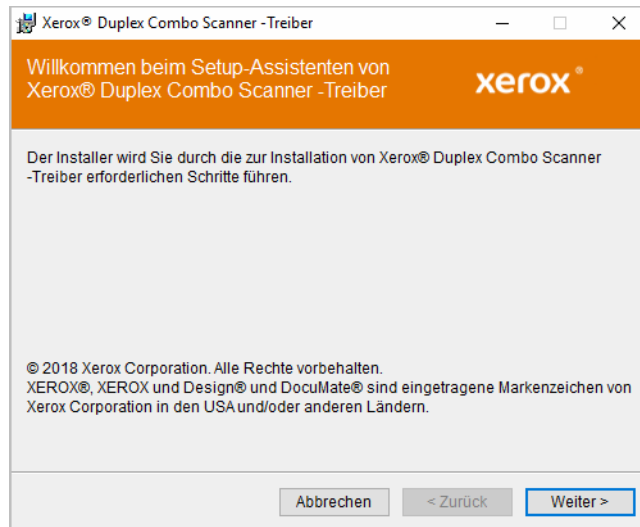 Xerox® Duplex Combo Scanner -Treiber
Willkommen beim Setup-Assistenten von
Xerox® Duplex Combo Scanner -Treiber
xerox®
Der Installer wird Sie durch die zur Installation von Xerox® Duplex Combo Scanner
-Treiber erforderlichen Schritte führen.
© 2018 Xerox Corporation. Alle Rechte vorbehalten.
XEROX®, XEROX und Design® und DocuMate® sind eingetragene Markenzeichen von
Xerox Corporation in den USA und/oder anderen Ländern.
Abbrechen
< Zurück
Weiter >